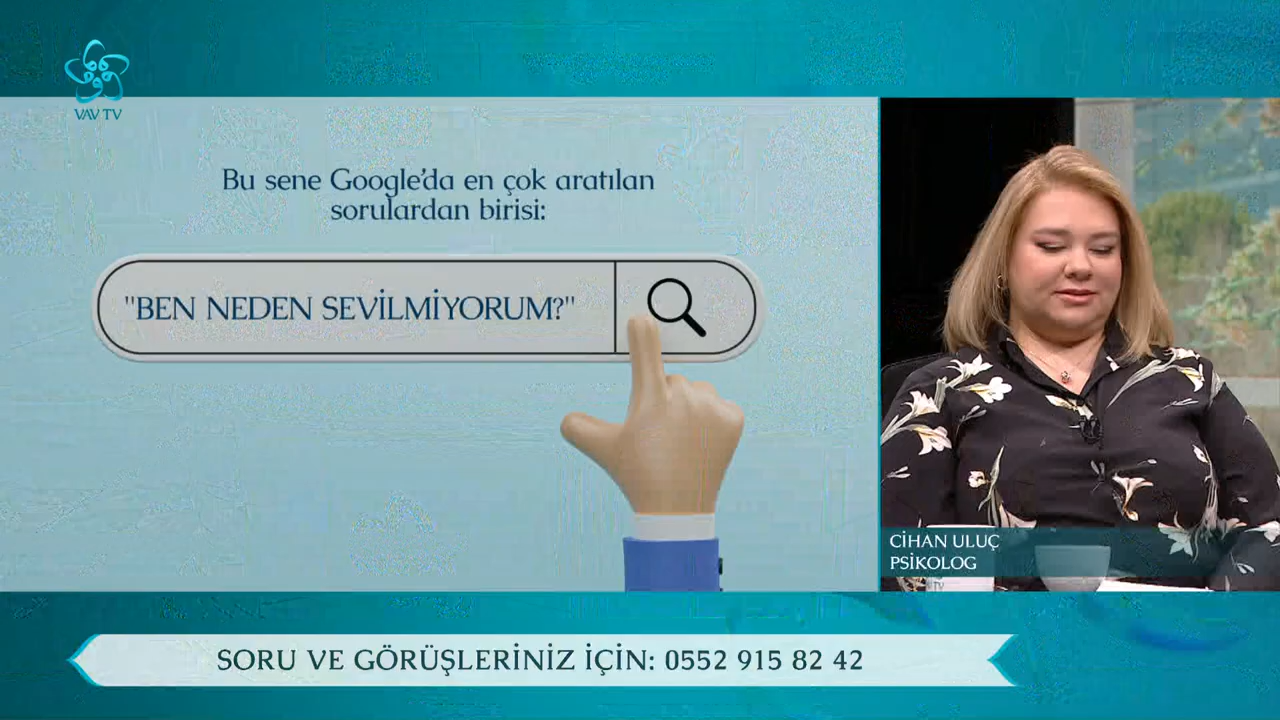 VAV TV
Bu sene Google'da en çok aratılan
sorulardan birisi:
"BEN NEDEN SEVİLMİYORUM?"
CİHAN ULUÇ
PSİKOLOG
SORU VE GÖRÜŞLERİNİZ İÇİN: 0552 915 82 42